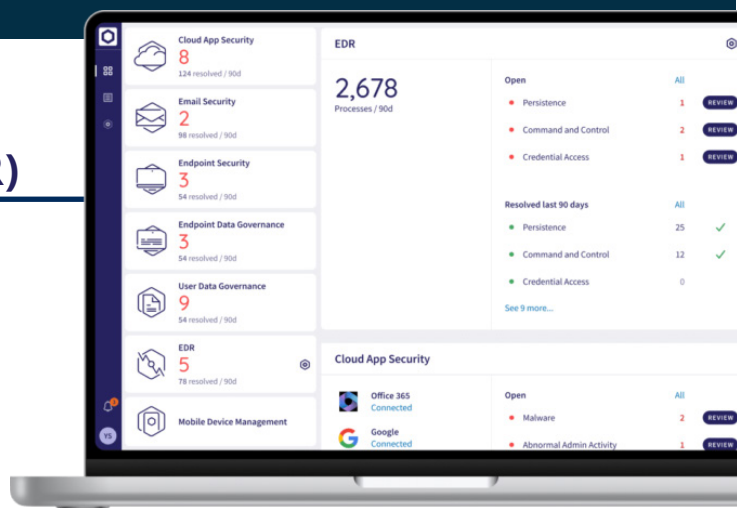 R)
Cloud App Security
8
124 resolved / 90d
Email Security
2
98 resolved / 90d
Endpoint Security
3
54 resolved / 90d
Endpoint Data Governance
3
54 resolved / 90d
User Data Governance
9
54 resolved / 90d
EDR
5
78 resolved / 90d
Mobile Device Management
1
YS
EDR
2,678
Processes / 90d
Open All
Persistence 1 REVIEW
Command and Control 2 REVIEW
Credential Access 1 REVIEW
Resolved last 90 days All
Persistence 25
Command and Control 12
Credential Access 0
See 9 more...
Cloud App Security
Office 365
Connected
Google
Connected
Open All
Malware 2 REVIEW
Abnormal Admin Activity 1 REVIEW